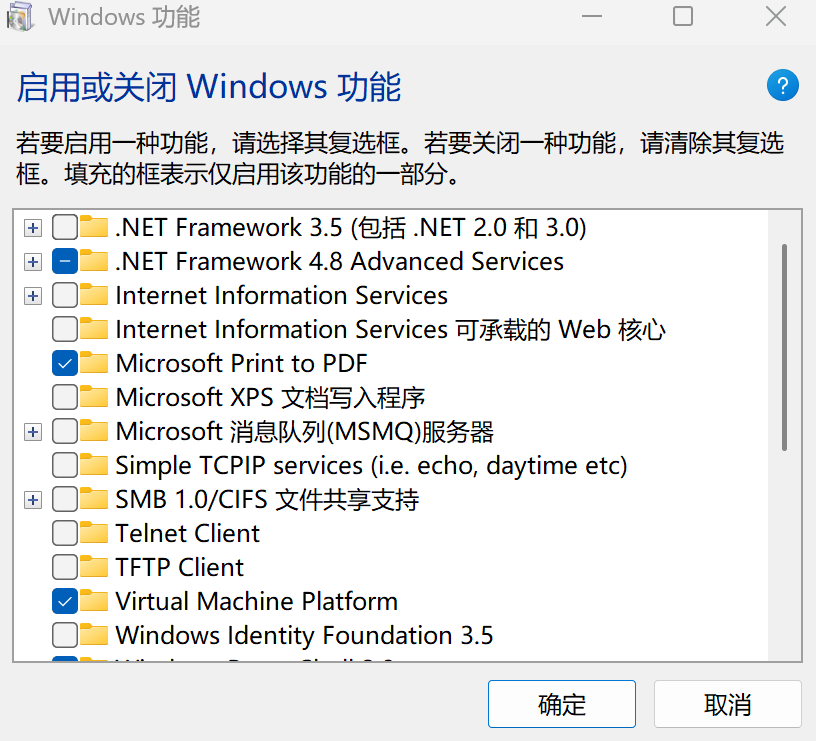 Windows 功能
启用或关闭 Windows 功能
?
若要启用一种功能，请选择其复选框。若要关闭一种功能，请清除其复选
框。填充的框表示仅启用该功能的一部分。
.NET Framework 3.5 (包括 .NET 2.0 和 3.0)
.NET Framework 4.8 Advanced Services
Internet Information Services
Internet Information Services 可承载的 Web 核心
Microsoft Print to PDF
Microsoft XPS 文档写入程序
Microsoft 消息队列(MSMQ)服务器
Simple TCPIP services (i.e. echo, daytime etc)
SMB 1.0/CIFS 文件共享支持
Telnet Client
TFTP Client
Virtual Machine Platform
Windows Identity Foundation 3.5
确定
取消